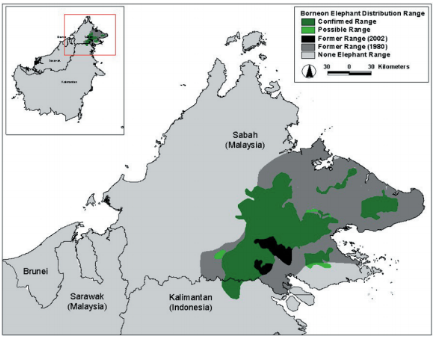 Borneon Elephant Distribution Range
Confirmed Range
Possible Range
Former Range (2002)
Former Range (1980)
None Elephant Range
30 0 30 Kilometers
Sabah
(Malaysia)
Brunei
Sarawak
(Malaysia)
Kalimantan
(Indonesia)